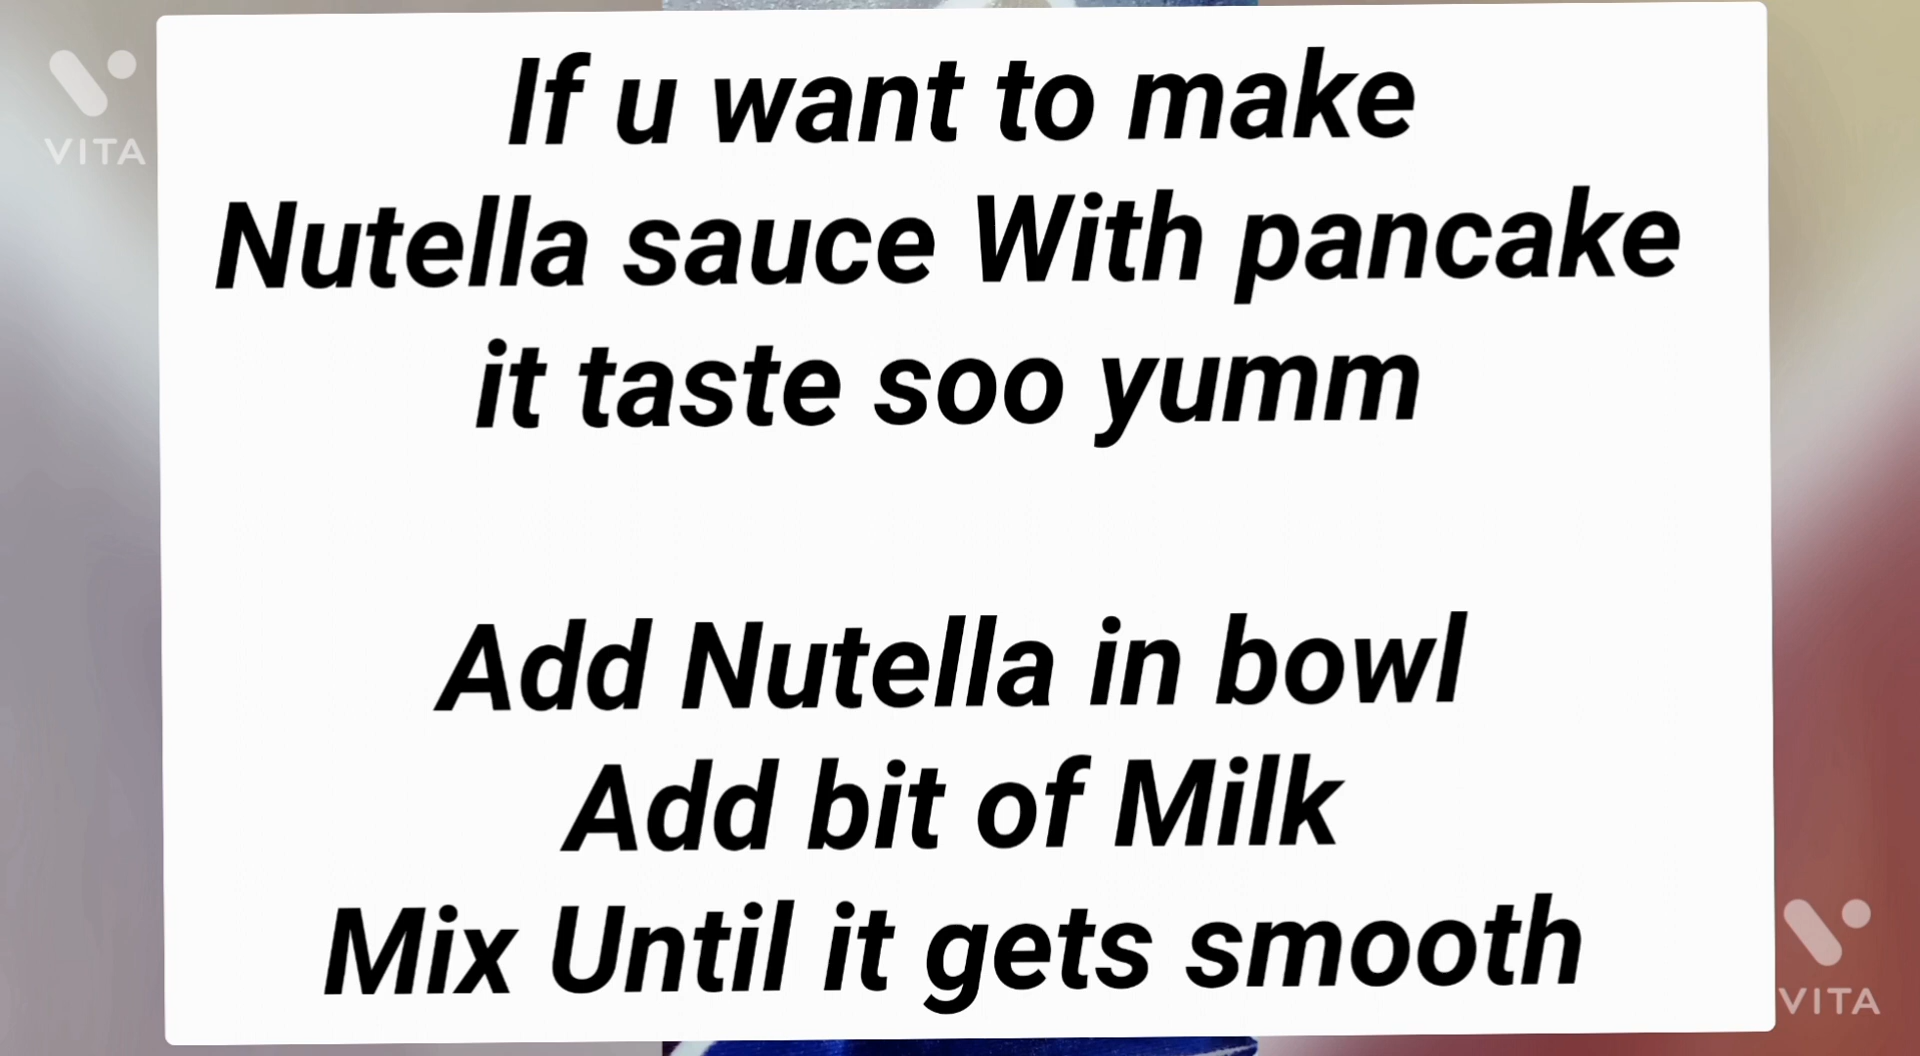 VITA
If u want to make
Nutella sauce With pancake
it taste soo yumm
Add Nutella in bowl
Add bit of Milk
Mix Until it gets smooth
VITA